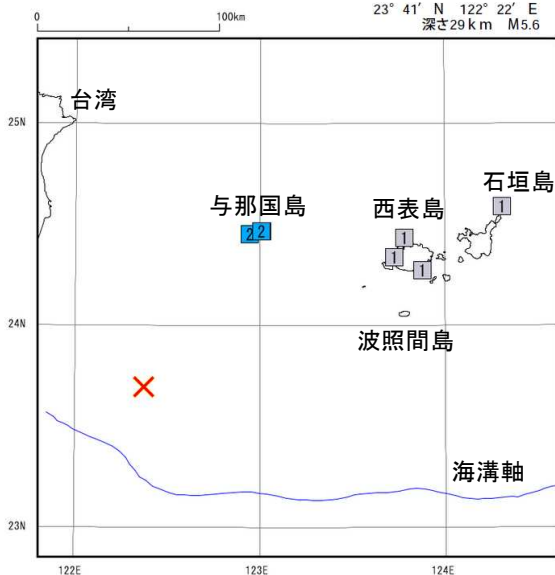 23° 41′ N 122° 22′ E
深さ29km M5.6
0 100km
台湾
25N
石垣島
与那国島
西表島
1
2 2
1
1
1
24N
波照間島
海溝軸
23N
122E 123E 124E